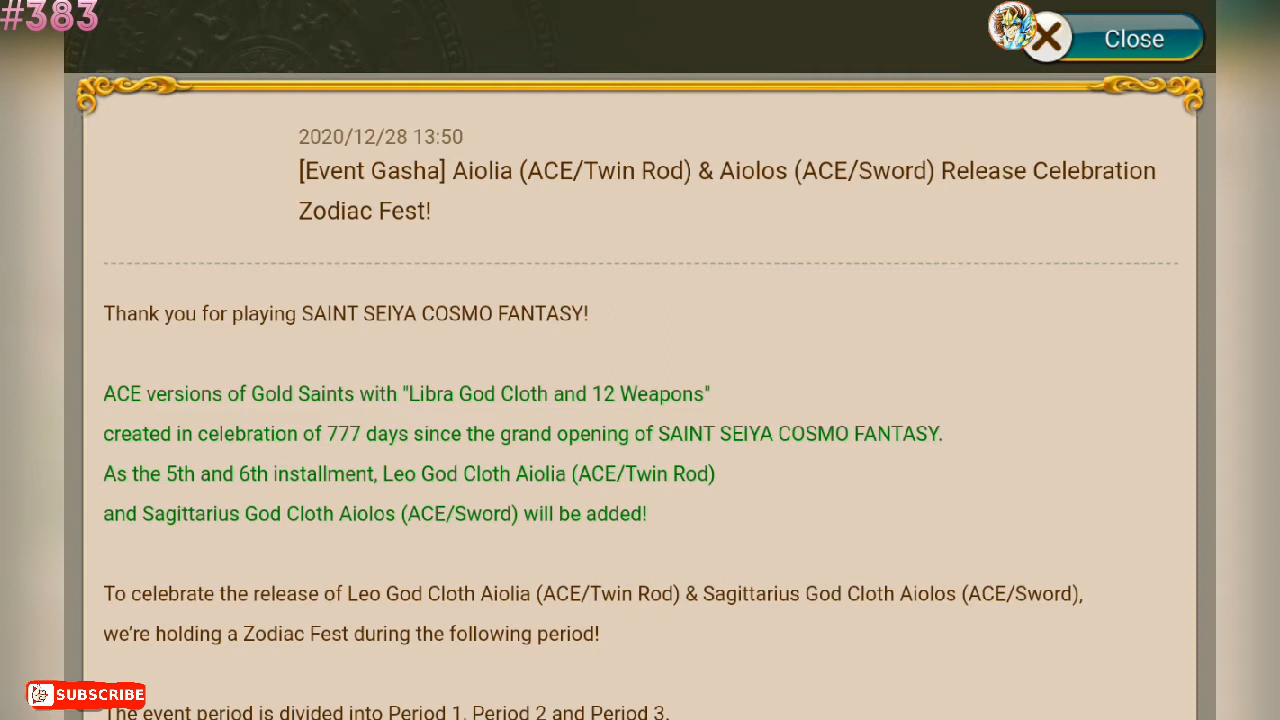 #383
Close
2020/12/28 13:50
[Event Gasha] Aiolia (ACE/Twin Rod) & Aiolos (ACE/Sword) Release Celebration
Zodiac Fest!
Thank you for playing SAINT SEIYA COSMO FANTASY!
ACE versions of Gold Saints with "Libra God Cloth and 12 Weapons"
created in celebration of 777 days since the grand opening of SAINT SEIYA COSMO FANTASY.
As the 5th and 6th installment, Leo God Cloth Aiolia (ACE/Twin Rod)
and Sagittarius God Cloth Aiolos (ACE/Sword) will be added!
To celebrate the release of Leo God Cloth Aiolia (ACE/Twin Rod) & Sagittarius God Cloth Aiolos (ACE/Sword),
we're holding a Zodiac Fest during the following period!
SUBSCRIBE
The event period is divided into Period 1, Period 2 and Period 3.